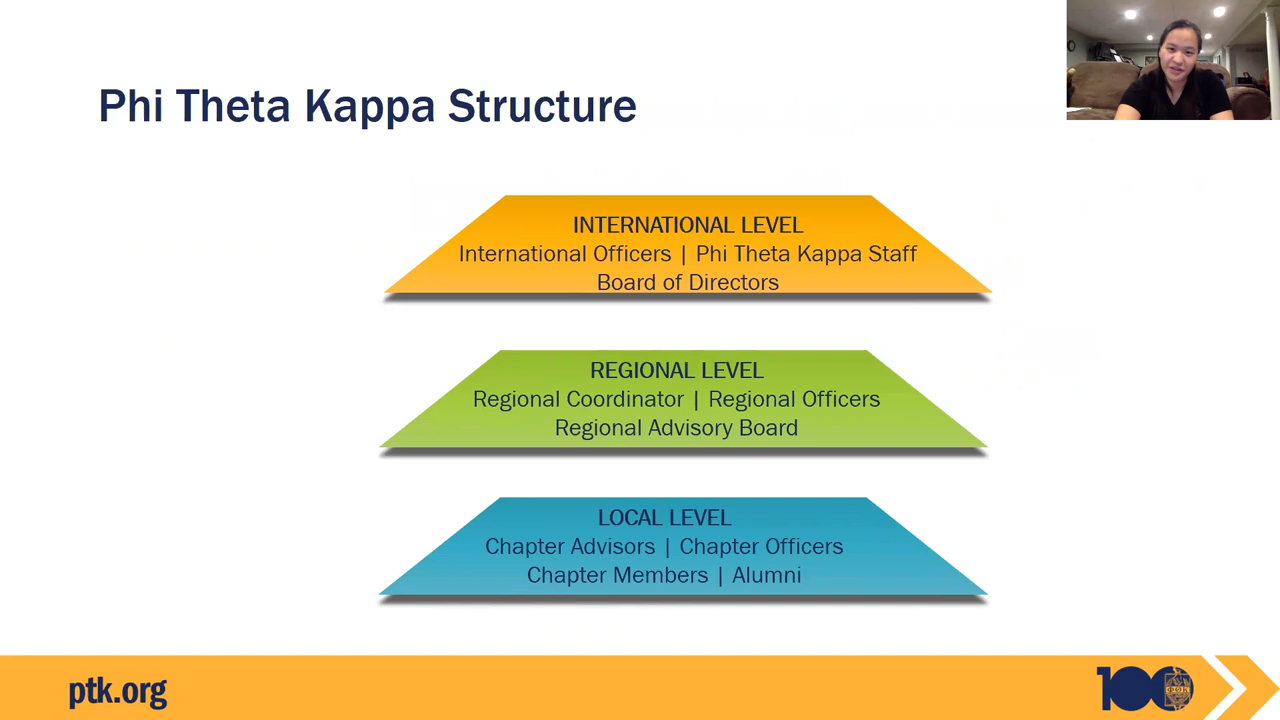 Phi Theta Kappa Structure
INTERNATIONAL LEVEL
International Officers | Phi Theta Kappa Staff
Board of Directors
REGIONAL LEVEL
Regional Coordinator | Regional Officers
Regional Advisory Board
LOCAL LEVEL
Chapter Advisors | Chapter Officers
Chapter Members | Alumni
ptk.org
100
ΦΘΚ